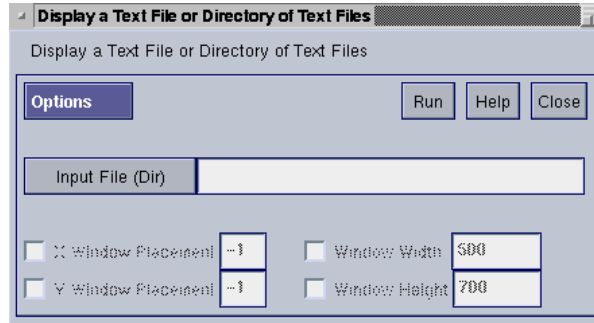 Display a Text File or Directory of Text Files
Display a Text File or Directory of Text Files
Options Run Help Close
Input File (Dir)
X Window Placement -1 Window Width 500
Y Window Placement -1 Window Height 700